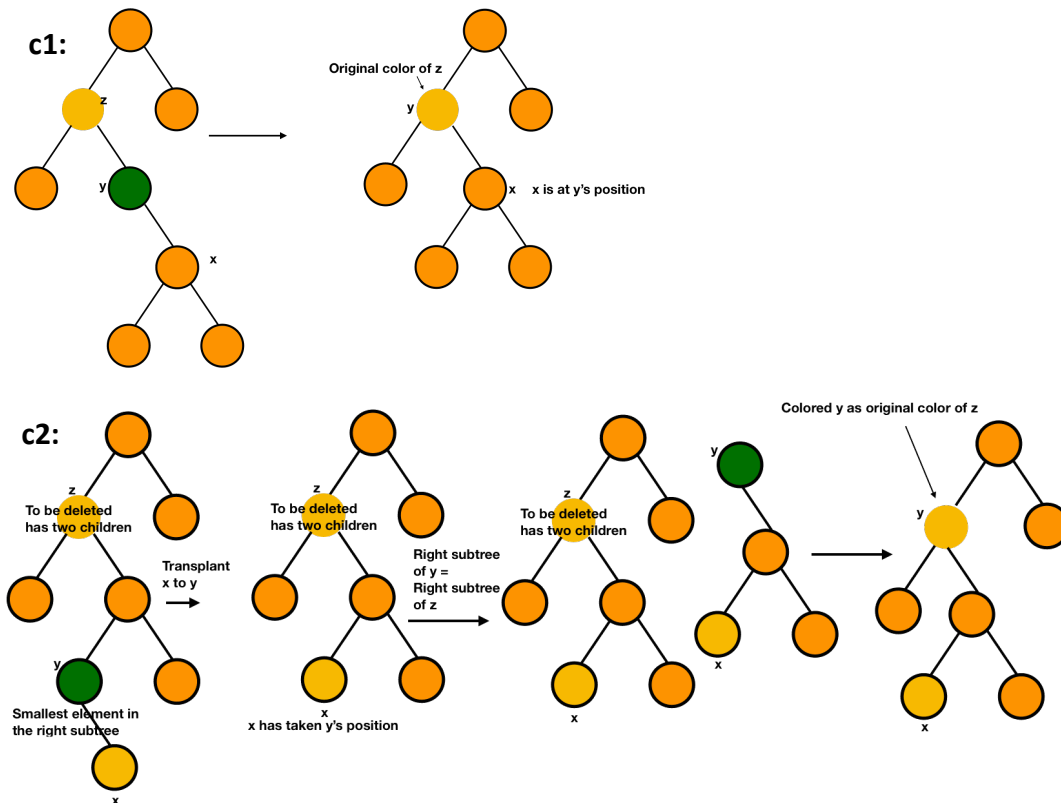 c1:
z
y
x
Original color of z
y
x
x is at y's position
c2:
z
To be deleted
has two children
y
Smallest element in
the right subtree
x
Transplant
x to y
z
To be deleted
has two children
x
x has taken y's position
Right subtree
of y =
Right subtree
of z
z
To be deleted
has two children
x
y
x
Colored y as original color of z
y
x